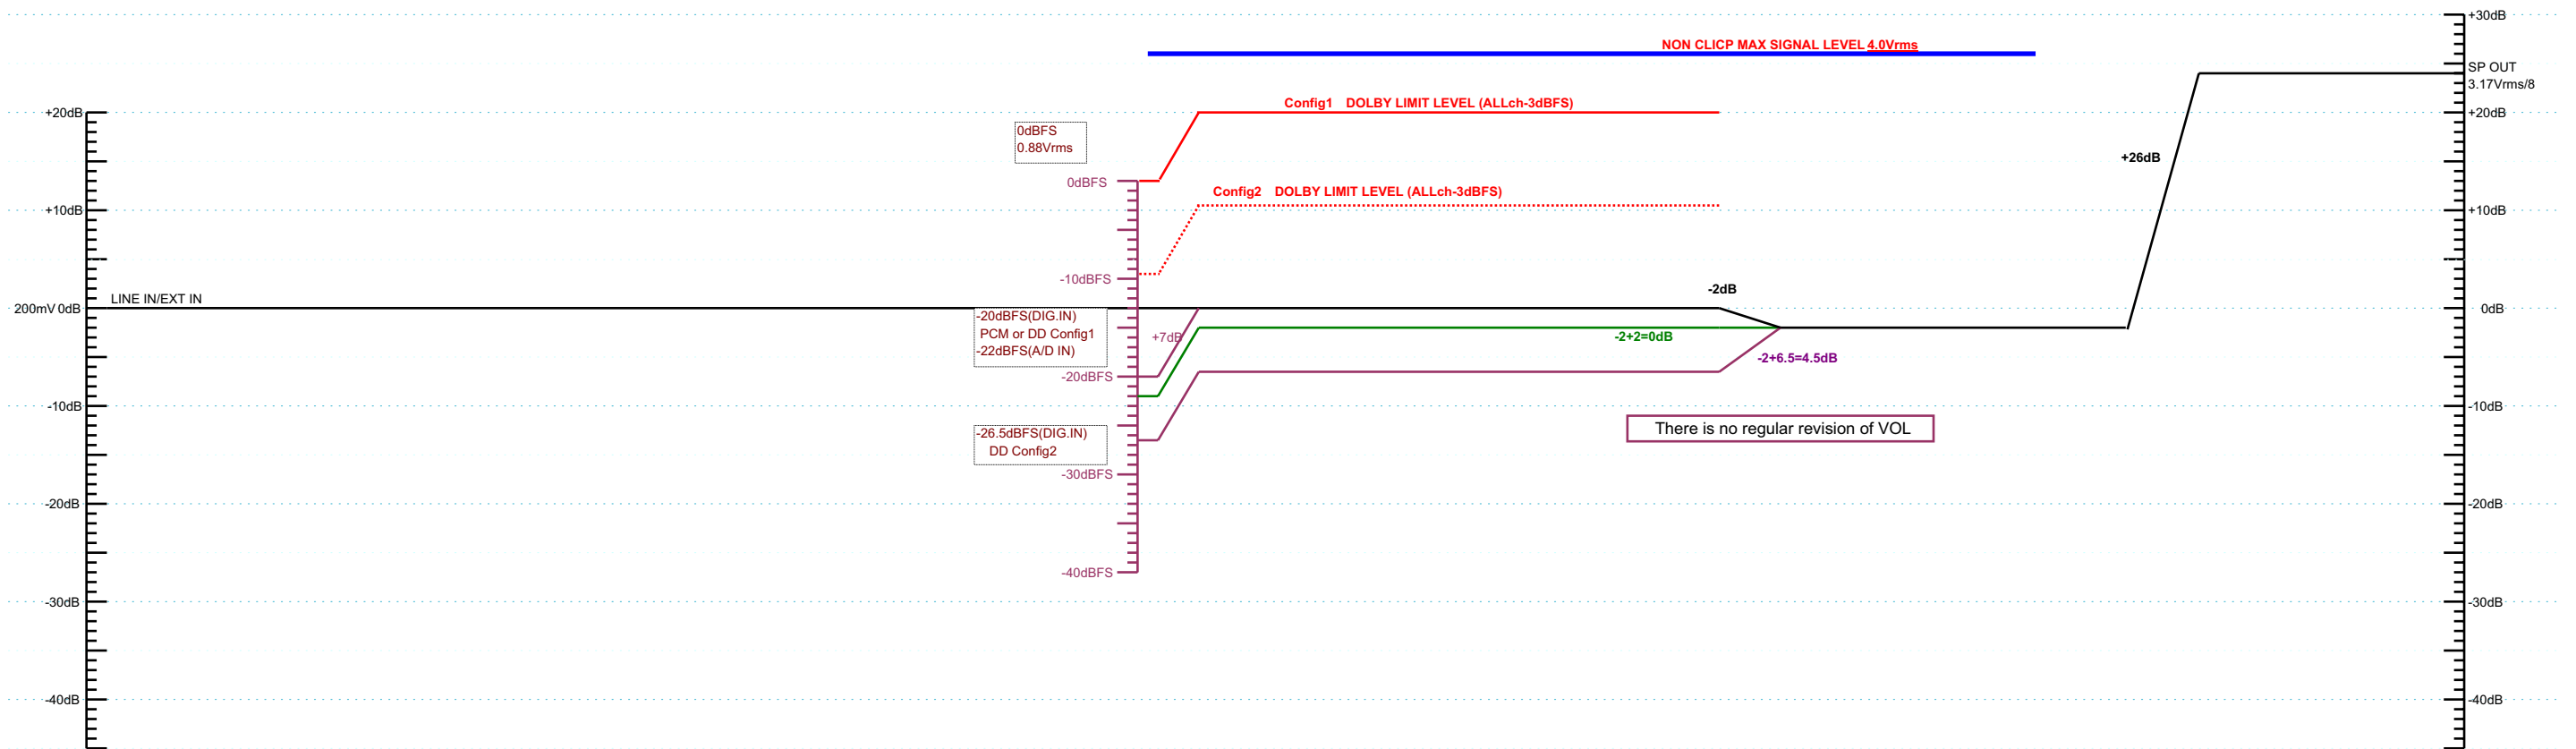 +30dB
NON CLICP MAX SIGNAL LEVEL 4.0Vrms
SP OUT
3.17Vrms/8
+20dB
Config1 DOLBY LIMIT LEVEL (ALLch-3dBFS)
+20dB
0dBFS
0.88Vrms
+26dB
0dBFS
Config2 DOLBY LIMIT LEVEL (ALLch-3dBFS)
+10dB
+10dB
-10dBFS
-2dB
LINE IN/EXT IN
200mV 0dB
0dB
-20dBFS(DIG.IN)
PCM or DD Config1
-22dBFS(A/D IN)
+7dB
-2+2=0dB
-2+6.5=4.5dB
-20dBFS
-10dB
-10dB
-26.5dBFS(DIG.IN)
DD Config2
There is no regular revision of VOL
-30dBFS
-20dB
-20dB
-40dBFS
-30dB
-30dB
-40dB
-40dB